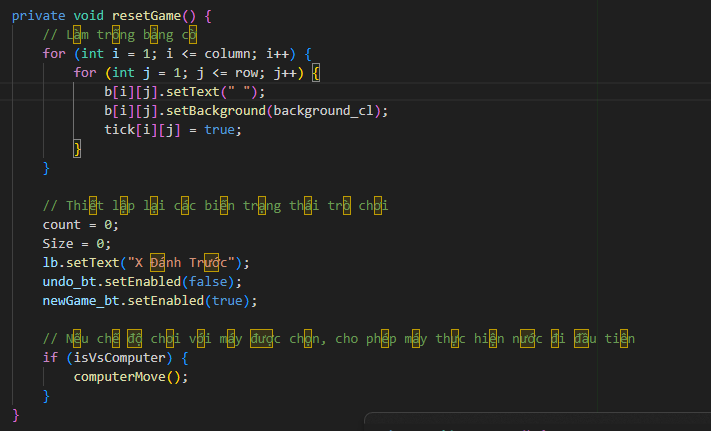 private void resetGame() {
// Làm trống bảng cờ
for (int i = 1; i <= column; i++) {
for (int j = 1; j <= row; j++) {
b[i][j].setText(" ");
b[i][j].setBackground(background_cl);
tick[i][j] = true;
}
}
// Thiết lập lại các biến trạng thái trò chơi
count = 0;
Size = 0;
lb.setText("X Đánh Trước");
undo_bt.setEnabled(false);
newGame_bt.setEnabled(true);
// Nếu chế độ chơi với máy được chọn, cho phép máy thực hiện nước đi đầu tiên
if (isVsComputer) {
computerMove();
}
}